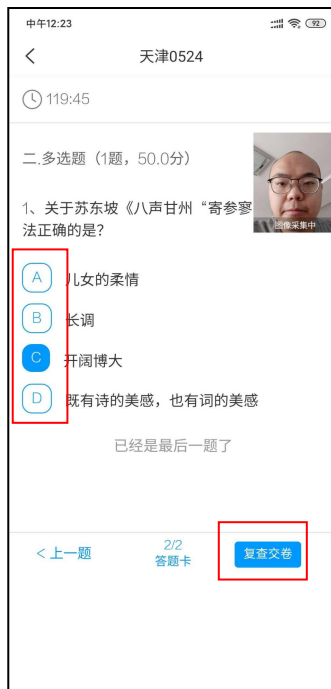 中午12:23
92
天津0524
119:45
二.多选题（1题，50.0分）
图像采集中
1、关于苏东坡《八声甘州“寄参寥
法正确的是？
A 儿女的柔情
B 长调
C 开阔博大
D 既有诗的美感，也有词的美感
已经是最后一题了
< 上一题
2/2
答题卡
复查交卷